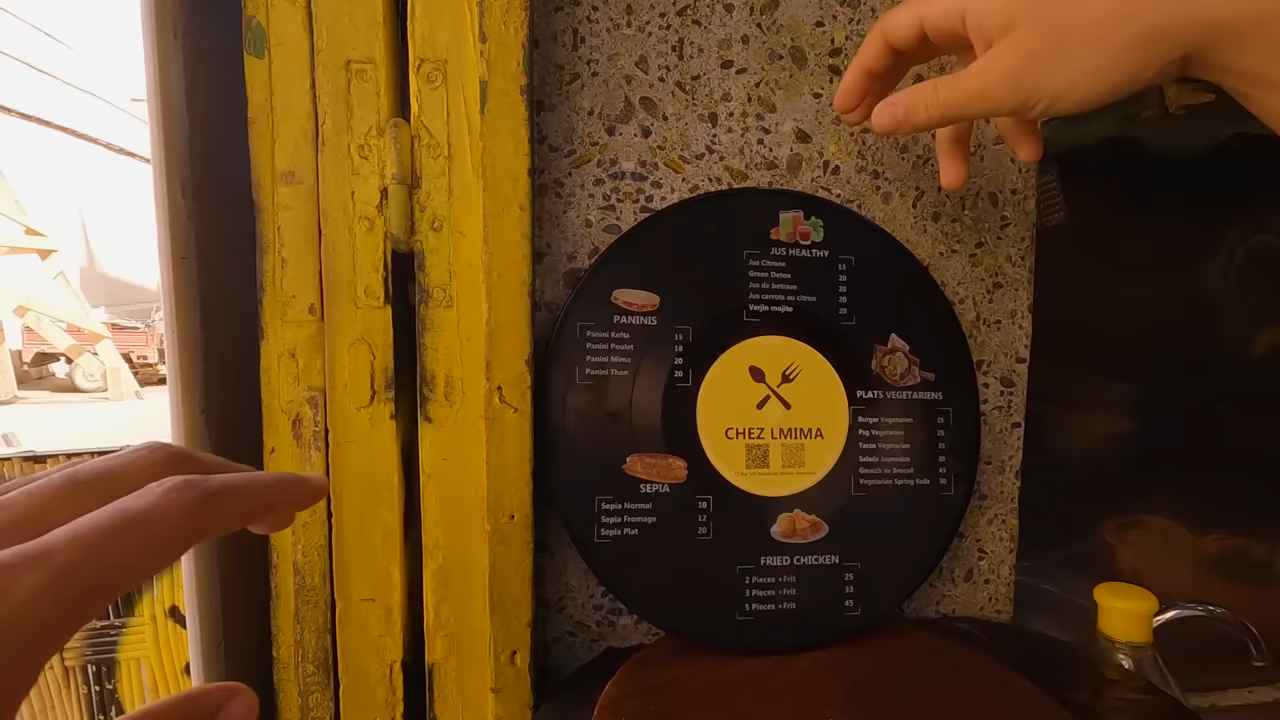 JUS HEALTHY
Jus Citrone 15
Green Detox 20
Jus de betrave 20
Jus carrots au citron 20
Verjin mojito 20
PANINIS
Panini Kefta 15
Panini Poulet 18
Panini Mima 20
Panini Thon 20
PLATS VEGETARIENS
Burger Vegetarien 25
Psg Vegetarien 25
Tacos Vegetarien 35
Salade Japonaise 30
Gnocch au Brocoli 45
Vegetarian Spring Rolls 50
CHEZ LMIMA
SEPIA
Sepia Normal 10
Sepia Fromage 12
Sepia Plat 20
FRIED CHICKEN
2 Pieces +Frit 25
3 Pieces +Frit 33
5 Pieces +Frit 45